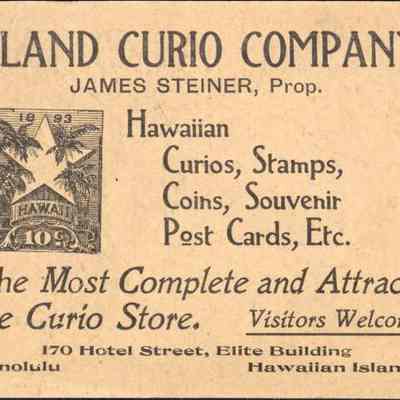 LAND CURIO COMPANY
JAMES STEINER, Prop.
1893
HAWAII
10¢
Hawaiian
Curios, Stamps,
Coins, Souvenir
Post Cards, Etc.
he Most Complete and Attrac
e Curio Store. Visitors Welco
170 Hotel Street, Elite Building
nolulu Hawaiian Islan